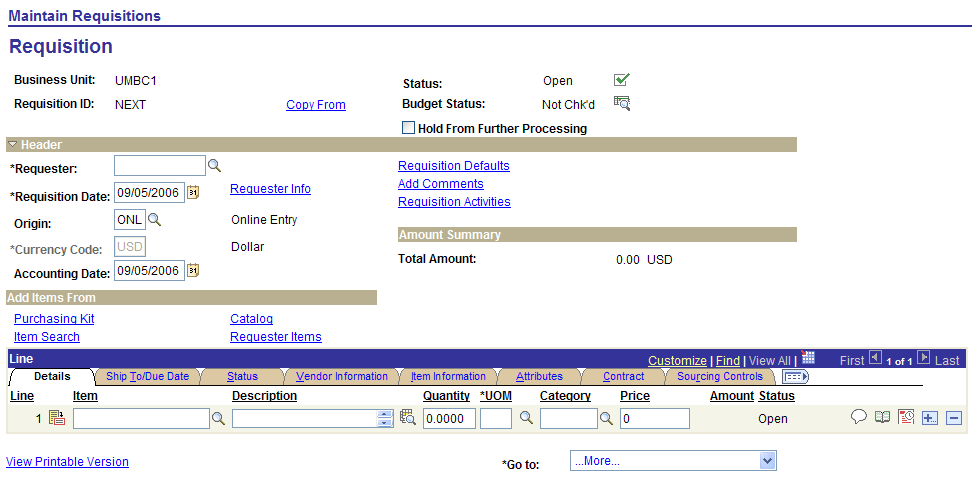 Maintain Requisitions
Requisition
Business Unit: UMBC1 Status: Open
Requisition ID: NEXT Copy From Budget Status: Not Chk'd
Hold From Further Processing
Header
*Requester: Requisition Defaults
*Requisition Date: 09/05/2006 31 Requester Info Add Comments
Origin: ONL Online Entry Requisition Activities
*Currency Code: USD Dollar Amount Summary
Accounting Date: 09/05/2006 31 Total Amount: 0.00 USD
Add Items From
Purchasing Kit Catalog
Item Search Requester Items
Line Customize | Find | View All | First 1 of 1 Last
Details Ship To/Due Date Status Vendor Information Item Information Attributes Contract Sourcing Controls
Line Item Description Quantity *UOM Category Price Amount Status
1 0.0000 0 Open
View Printable Version *Go to: ...More...